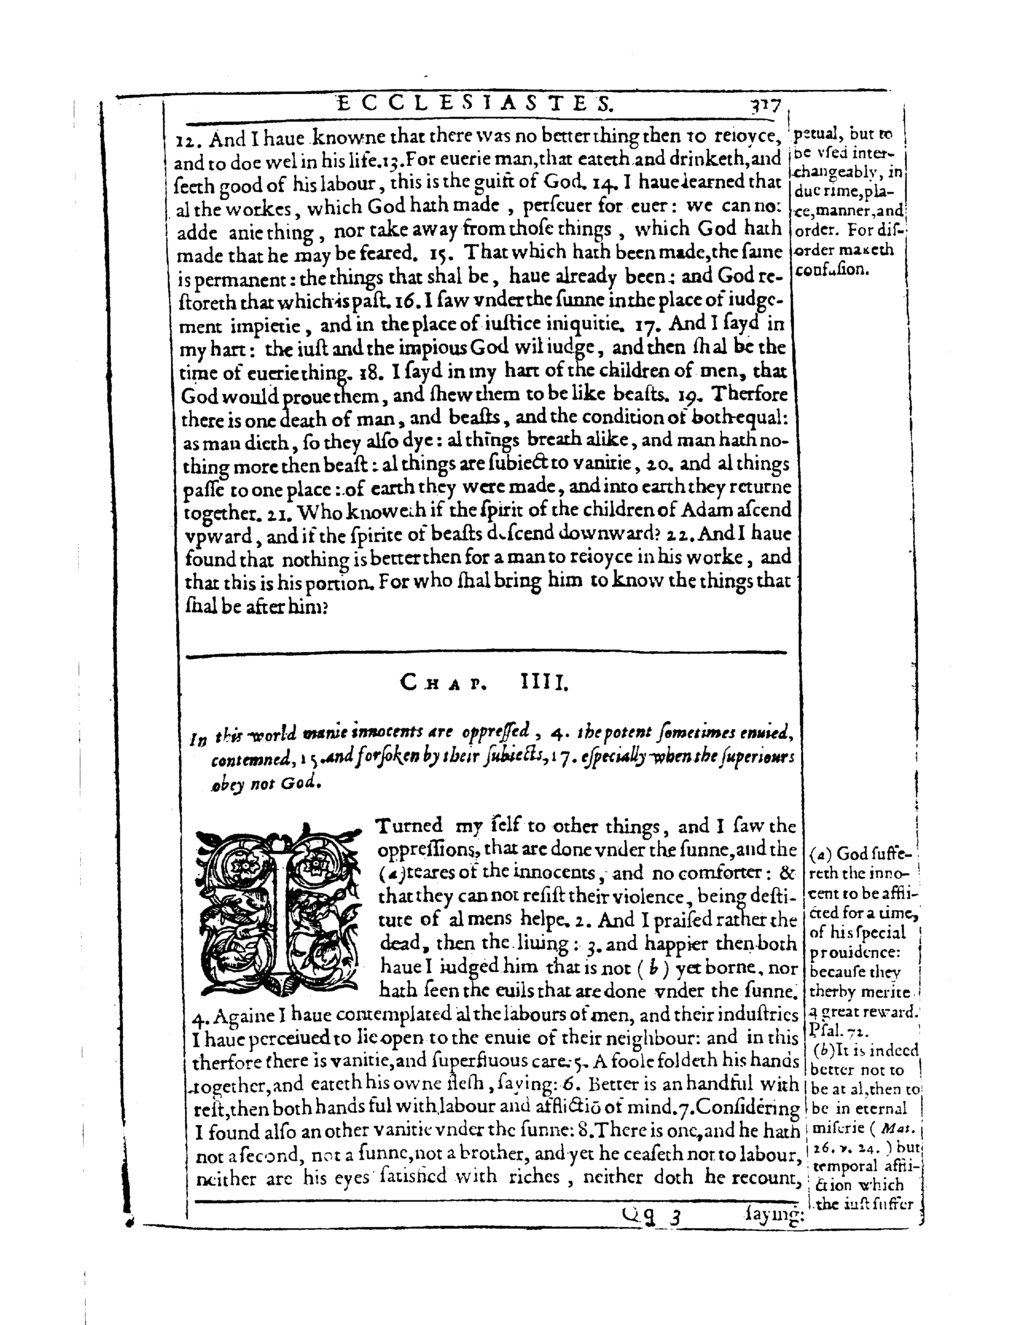 ECCLESIASTES. 317
12. And I haue knowne that there was no better thing then to reioyce,
and to doe wel in his life. 13. For euerie man, that eateth and drinketh, and
ſeeth good of his labour, this is the guift of God. 14. I haue learned that
al the workes, which God hath made, perſeuer for euer: we can not
adde anie thing, nor take away from thoſe things, which God hath
made that he may be feared. 15. That which hath been made, the ſame
is permanent: the things that shal be, haue already been: and God re-
ſtoreth that which is paſt. 16. I ſaw vnder the ſunne in the place of iudge-
ment impietie, and in the place of iuſtice iniquitie. 17. And I ſayd in
my hart: the iuſt and the impious God wil iudge, and then ſhal be the
time of euerie thing. 18. I ſayd in my hart of the children of men, that
God would proue them, and ſhew them to be like beaſts. 19. Therfore
there is one death of man, and beaſts, and the condition of both equal:
as man dieth, ſo they alſo dye: al things breath alike, and man hath no-
thing more then beaſt: al things are ſubiect to vanitie, 20. and al things
paſſe to one place: of earth they were made, and into earth they returne
together. 21. Who knoweth if the ſpirit of the children of Adam aſcend
vpward, and if the ſpirite of beaſts deſcend downward? 22. And I haue
found that nothing is better then for a man to reioyce in his worke, and
that this is his portion. For who ſhal bring him to know the things that
ſhal be after him?
petual, but to
be vſed inter-
changeably, in
due time, pla-
ce, manner, and
order. For diſ-
order maketh
confuſion.
CHAP. IIII.
In this world manie innocents are oppreſſed, 4. the potent ſometimes enuied,
contemned, 15. and forſoken by their ſubiects, 17. eſpecially when the ſuperiours
obey not God.
I Turned my ſelf to other things, and I ſaw the
oppreſſions, that are done vnder the ſunne, and the
(a) teares of the innocents, and no comforter: &
that they can not reſiſt their violence, being deſti-
tute of al mens helpe. 2. And I praiſed rather the
dead, then the liuing: 3. and happier then both
haue I iudged him that is not (b) yet borne, nor
hath ſeen the euils that are done vnder the ſunne.
4. Againe I haue contemplated al the labours of men, and their induſtries
I haue perceiued to lie open to the enuie of their neighbour: and in this
therfore there is vanitie, and ſuperfluous care. 5. A foole foldeth his hands
together, and eateth his owne fleſh, ſaying: 6. Better is an handful with
reſt, then both hands ful with labour and afflictiō of mind. 7. Conſidering
I found alſo an other vanitie vnder the ſunne: 8. There is one, and he hath
not a ſecond, not a ſunne, not a brother, and yet he ceaſeth not to labour,
neither are his eyes ſatisfied with riches, neither doth he recount,
(a) God ſuffe-
reth the inno-
cent to be affli-
cted for a time,
of his ſpecial
prouidence:
becauſe they
therby merite
a great reward.
Pſal. 72.
(b) It is indeed
better not to
be at al, then to
be in eternal
miſerie (Mat.
26. v. 24.) but
temporal affli-
ction which
the iuſt ſuffer
Qq 3 ſaying: